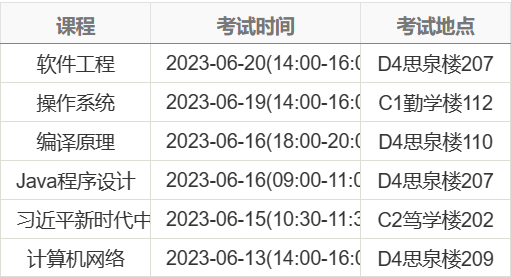 课程 考试时间 考试地点
软件工程 2023-06-20(14:00-16:0 D4思泉楼207
操作系统 2023-06-19(14:00-16:0 C1勤学楼112
编译原理 2023-06-16(18:00-20:0 D4思泉楼110
Java程序设计 2023-06-16(09:00-11:0 D4思泉楼207
习近平新时代中 2023-06-15(10:30-11:3 C2笃学楼202
计算机网络 2023-06-13(14:00-16:0 D4思泉楼209